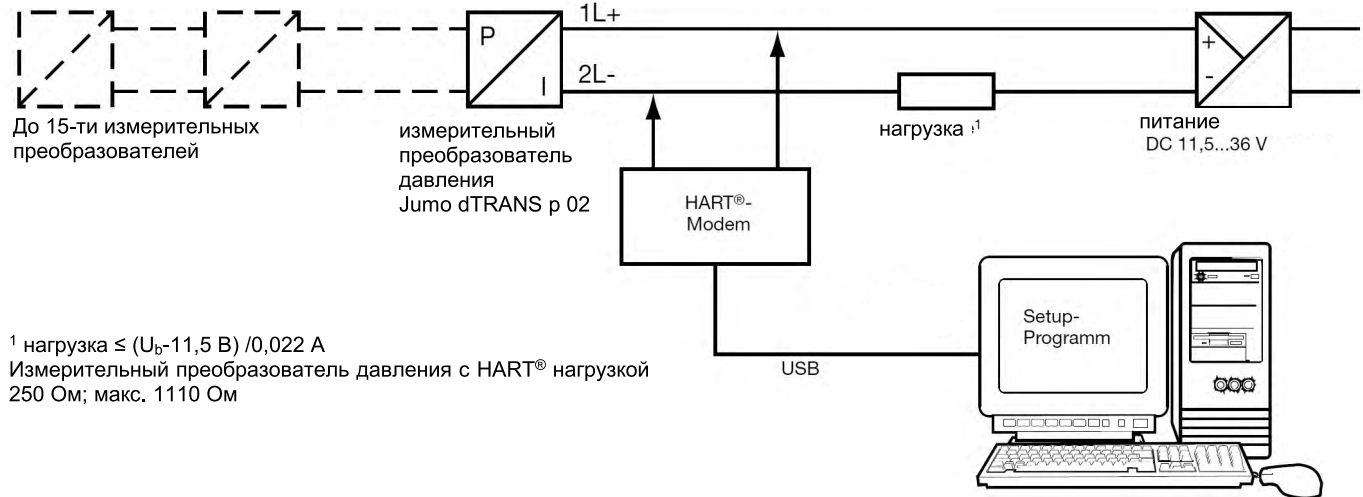 1L+
P
I
2L-
+
-
До 15-ти измерительных
преобразователей
измерительный
преобразователь
давления
Jumo dTRANS p 02
нагрузка ¹
питание
DC 11,5...36 V
HART®-
Modem
Setup-
Programm
USB
¹ нагрузка ≤ (U_b-11,5 В) /0,022 А
Измерительный преобразователь давления с HART® нагрузкой
250 Ом; макс. 1110 Ом